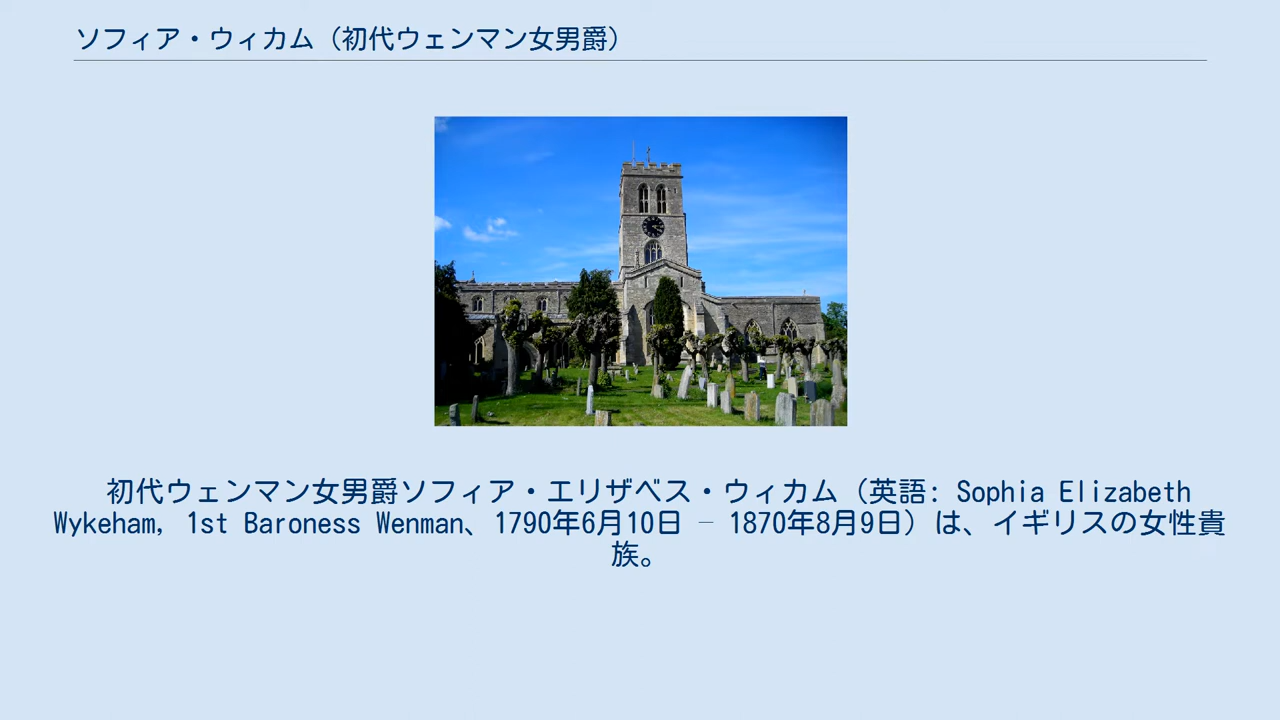 ソフィア・ウィカム（初代ウェンマン女男爵）
初代ウェンマン女男爵ソフィア・エリザベス・ウィカム（英語: Sophia Elizabeth
Wykeham, 1st Baroness Wenman、1790年6月10日 – 1870年8月9日）は、イギリスの女性貴
族。